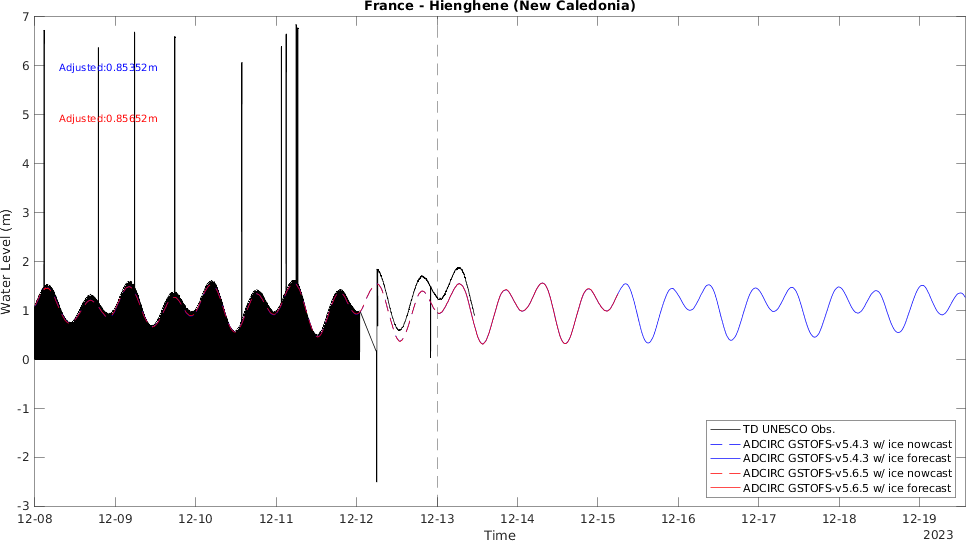 France - Hienghene (New Caledonia)
7
6
5
4
3
2
1
0
-1
-2
-3
Water Level (m)
Adjusted:0.85352m
Adjusted:0.85652m
TD UNESCO Obs.
ADCIRC GSTOFS-v5.4.3 w/ ice nowcast
ADCIRC GSTOFS-v5.4.3 w/ ice forecast
ADCIRC GSTOFS-v5.6.5 w/ ice nowcast
ADCIRC GSTOFS-v5.6.5 w/ ice forecast
12-08 12-09 12-10 12-11 12-12 12-13 12-14 12-15 12-16 12-17 12-18 12-19
Time
2023